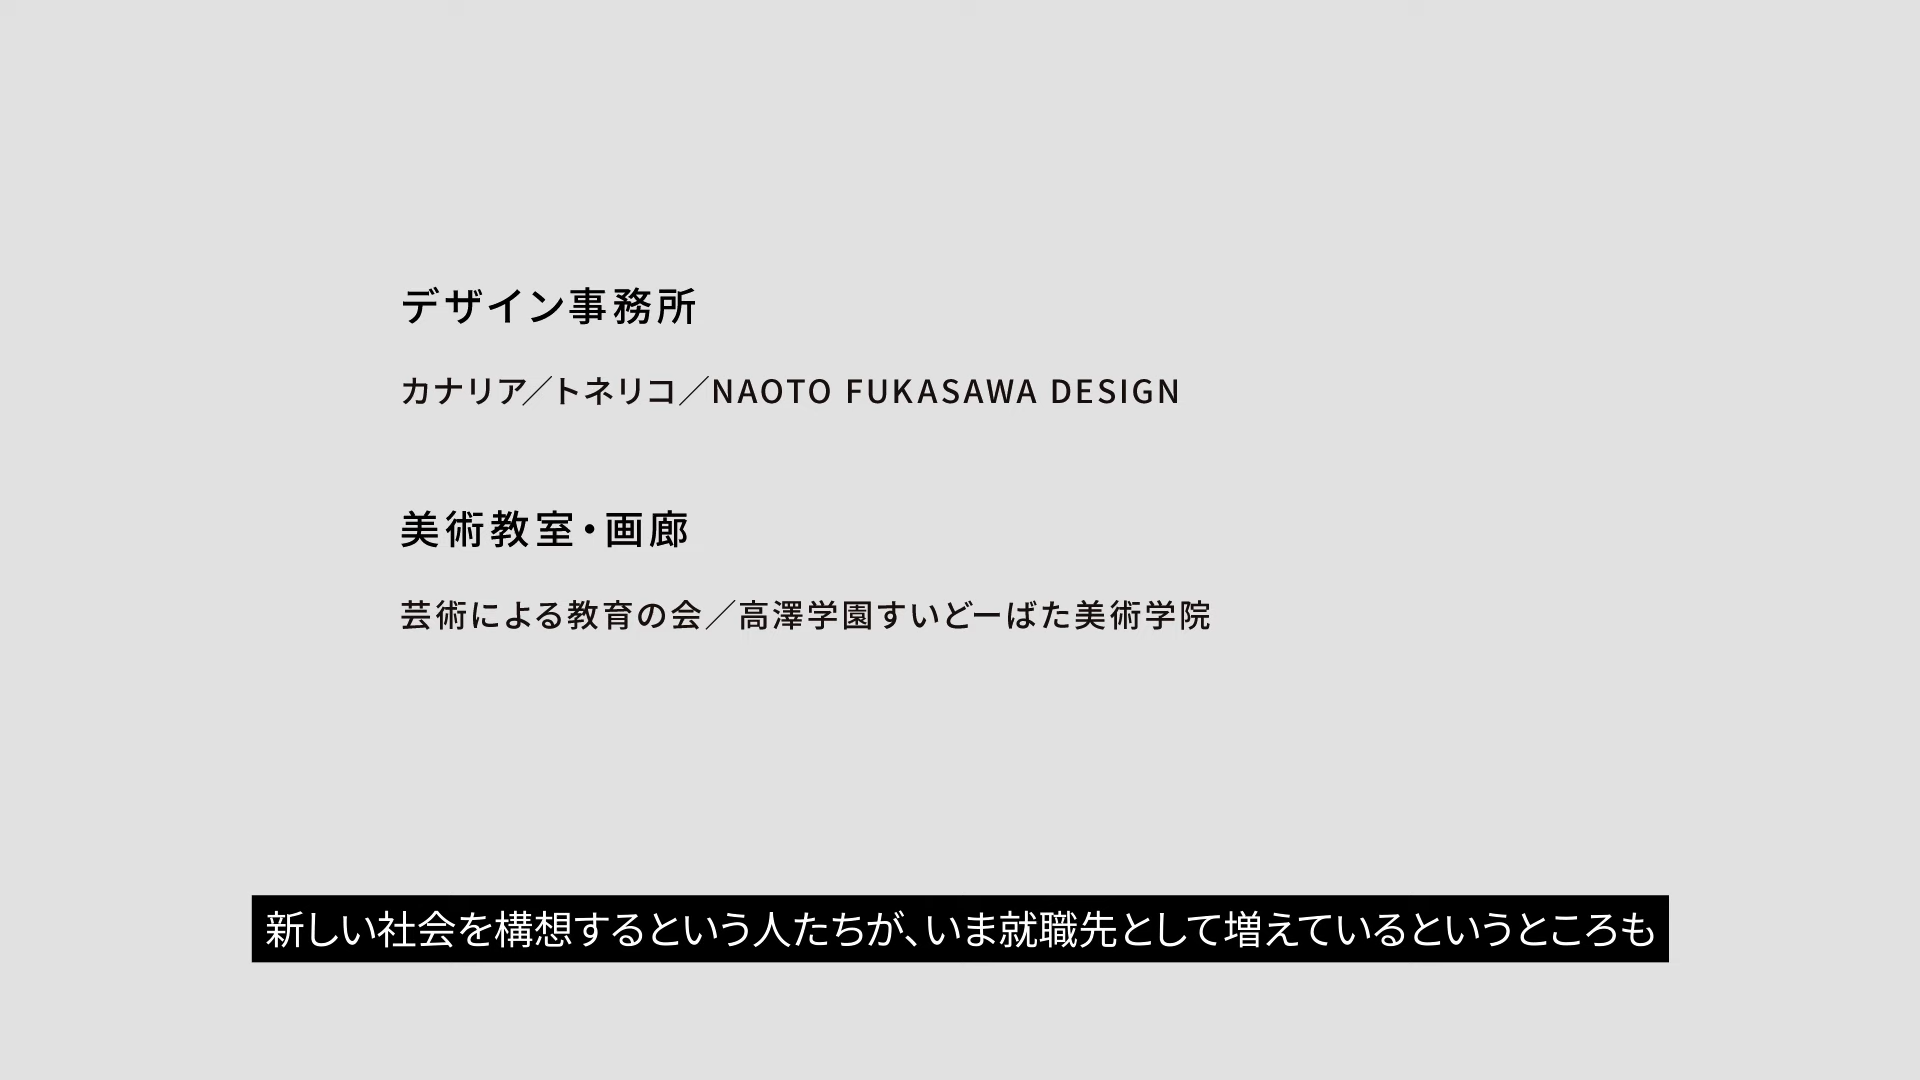 デザイン事務所
カナリア／トネリコ／NAOTO FUKASAWA DESIGN
美術教室・画廊
芸術による教育の会／高澤学園すいどーばた美術学院
新しい社会を構想するという人たちが、いま就職先として増えているというところも